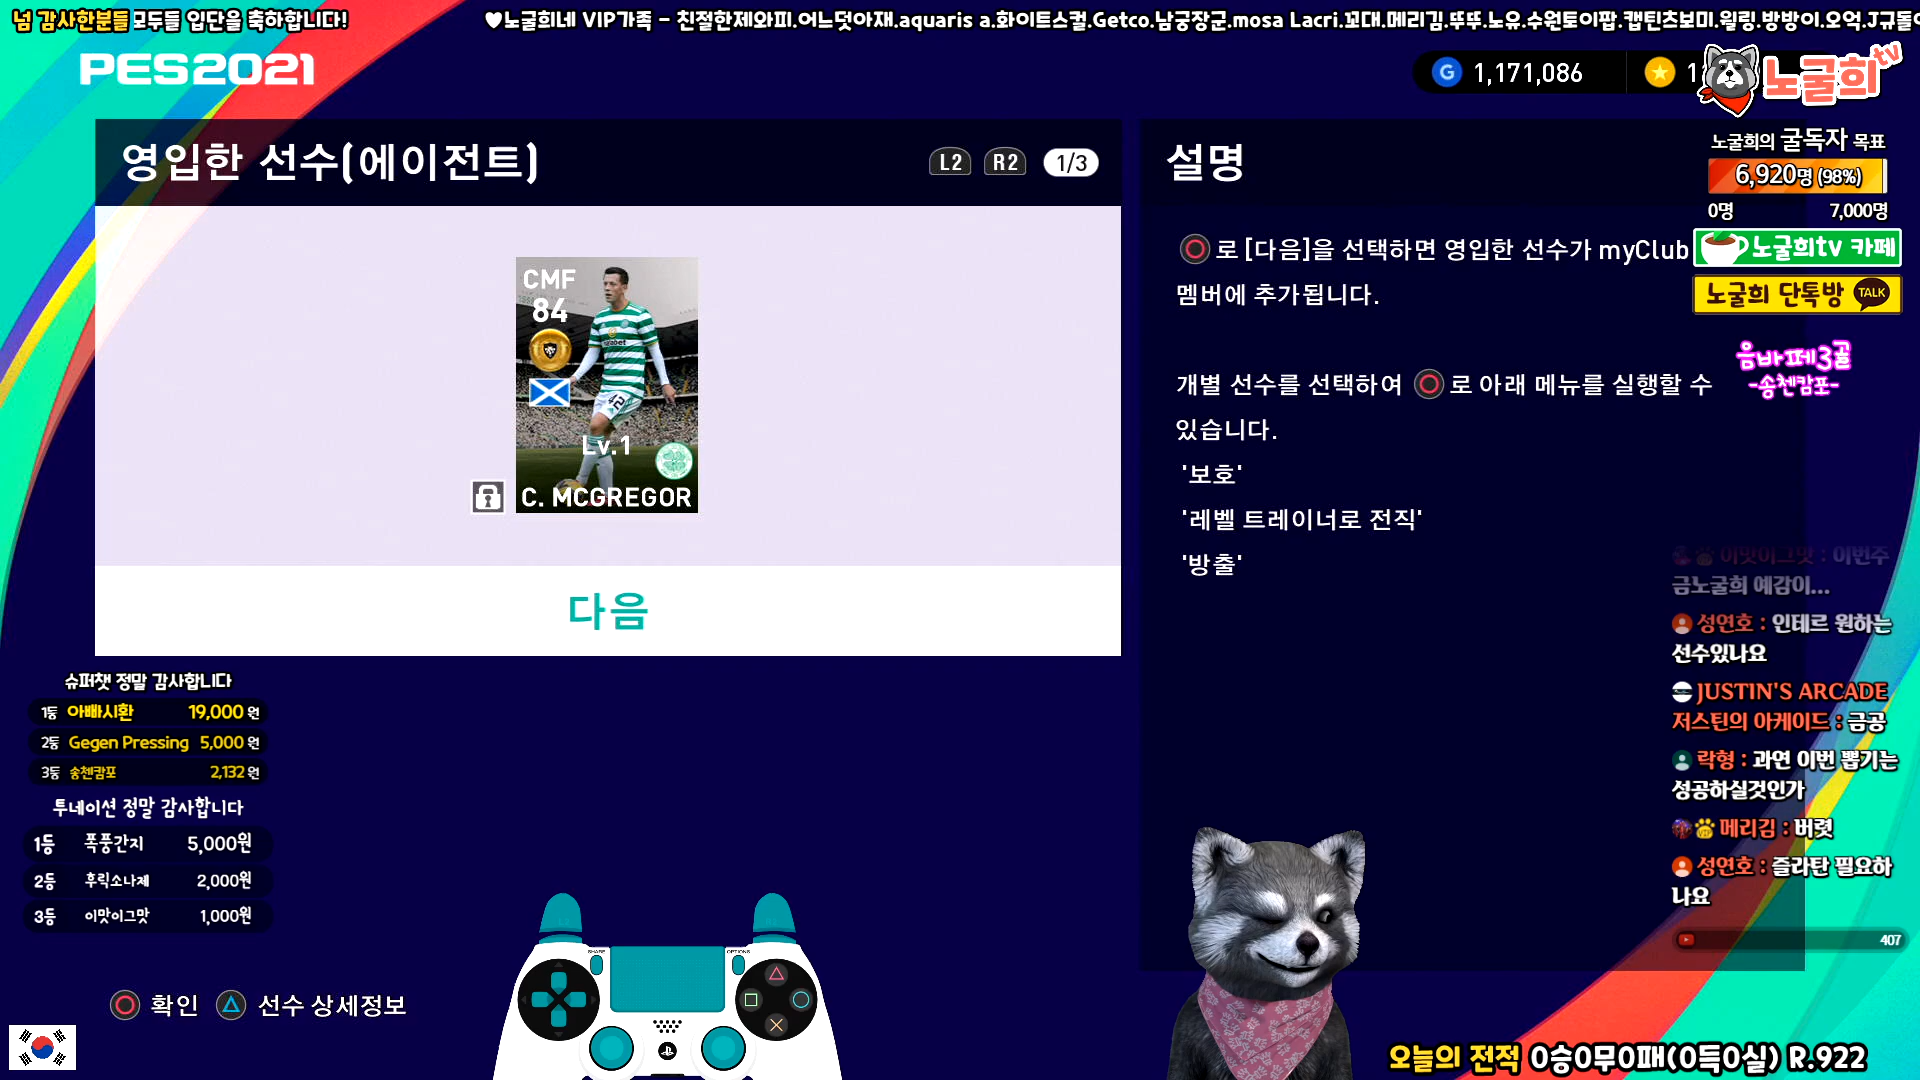 넘 감사한분들 모두들 입단을 축하합니다!
♥노굴희네 VIP가족 - 친절한제와피.어느덧아재.aquaris a.화이트스컬.Getco.남궁장군.mosa Lacri.꼬대.메리김.뚜뚜.노유.수원토이팝.캡틴츠보미.월링.방방이.오억.J규돌
PES2021
G 1,171,086
노굴희tv
영입한 선수(에이전트)
L2 R2 1/3
설명
노굴희의 굴독자 목표
6,920명 (98%)
0명 7,000명
노굴희tv 카페
노굴희 단톡방 TALK
음바페3골
-송첸캄포-
로 [다음]을 선택하면 영입한 선수가 myClub
멤버에 추가됩니다.
개별 선수를 선택하여 로 아래 메뉴를 실행할 수
있습니다.
'보호'
'레벨 트레이너로 전직'
'방출'
CMF
84
42
Lv.1
C. MCGREGOR
다음
이맛이그맛 : 이번주
금노굴희 예감이...
성연호 : 인테르 원하는
선수있나요
JUSTIN'S ARCADE
저스틴의 아케이드 : 금공
락형 : 과연 이번 뽑기는
성공하실것인가
메리김 : 버렷
성연호 : 즐라탄 필요하
나요
407
슈퍼챗 정말 감사합니다
1등 아빠시환 19,000 원
2등 Gegen Pressing 5,000 원
3등 송첸캄포 2,132 원
투네이션 정말 감사합니다
1등 폭풍간지 5,000원
2등 후릭소나제 2,000원
3등 이맛이그맛 1,000원
SHARE OPTIONS
확인 선수 상세정보
오늘의 전적 0승0무0패(0득0실) R.922